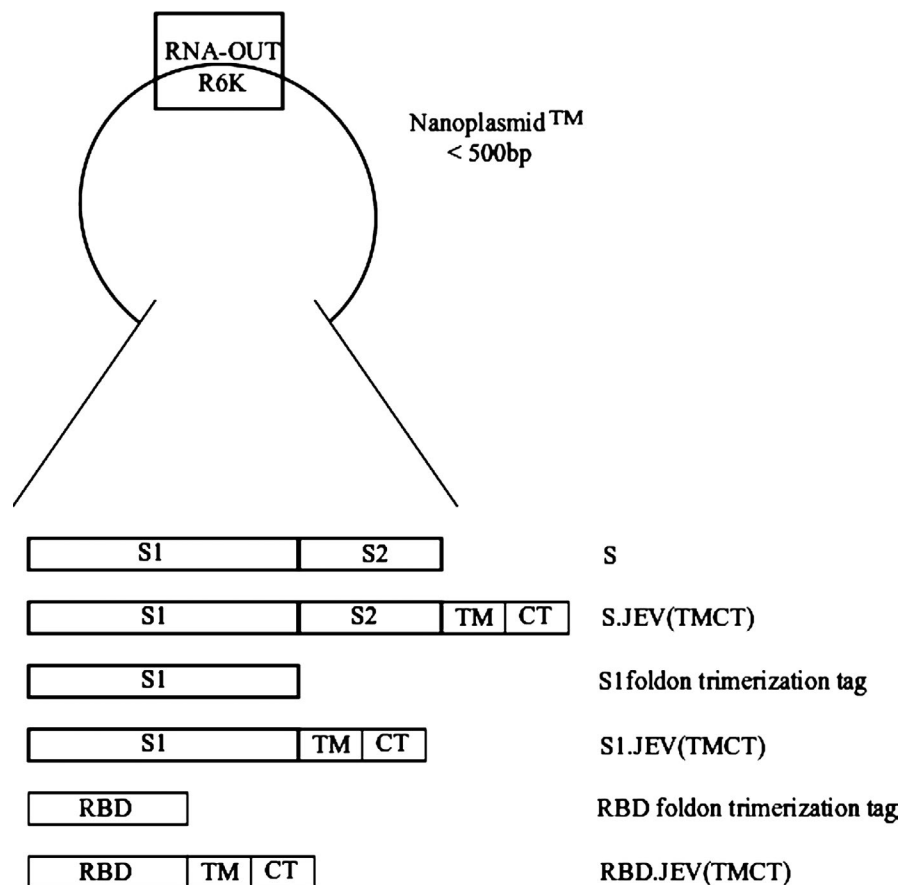 RNA-OUT
R6K
Nanoplasmid™
< 500bp
S1 S2 S
S1 S2 TM CT S.JEV(TMCT)
S1 S1foldon trimerization tag
S1 TM CT S1.JEV(TMCT)
RBD RBD foldon trimerization tag
RBD TM CT RBD.JEV(TMCT)